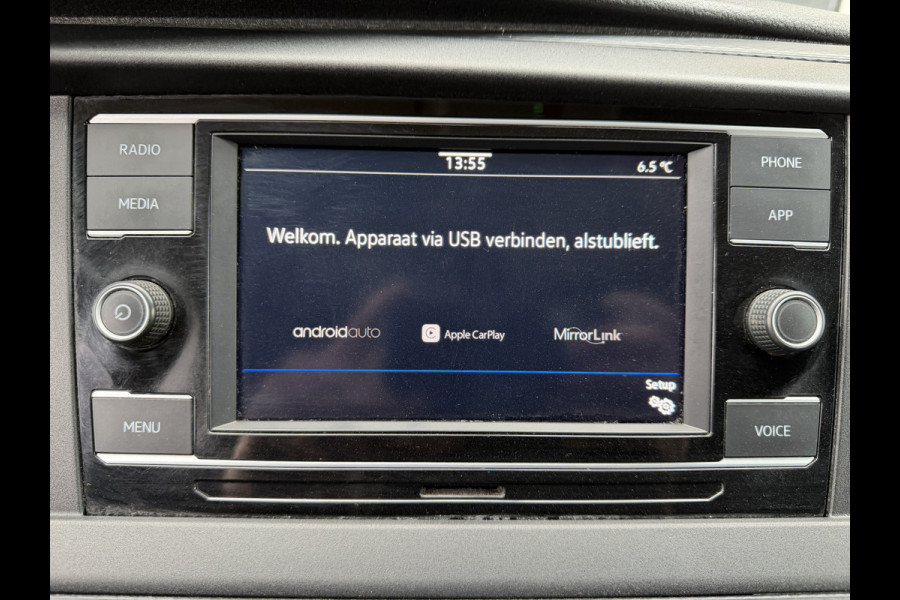 RADIO
MEDIA
MENU
13:55
6.5 °C
Welkom. Apparaat via USB verbinden, alstublieft.
androidauto
Apple CarPlay
MirrorLink
Setup
PHONE
APP
VOICE